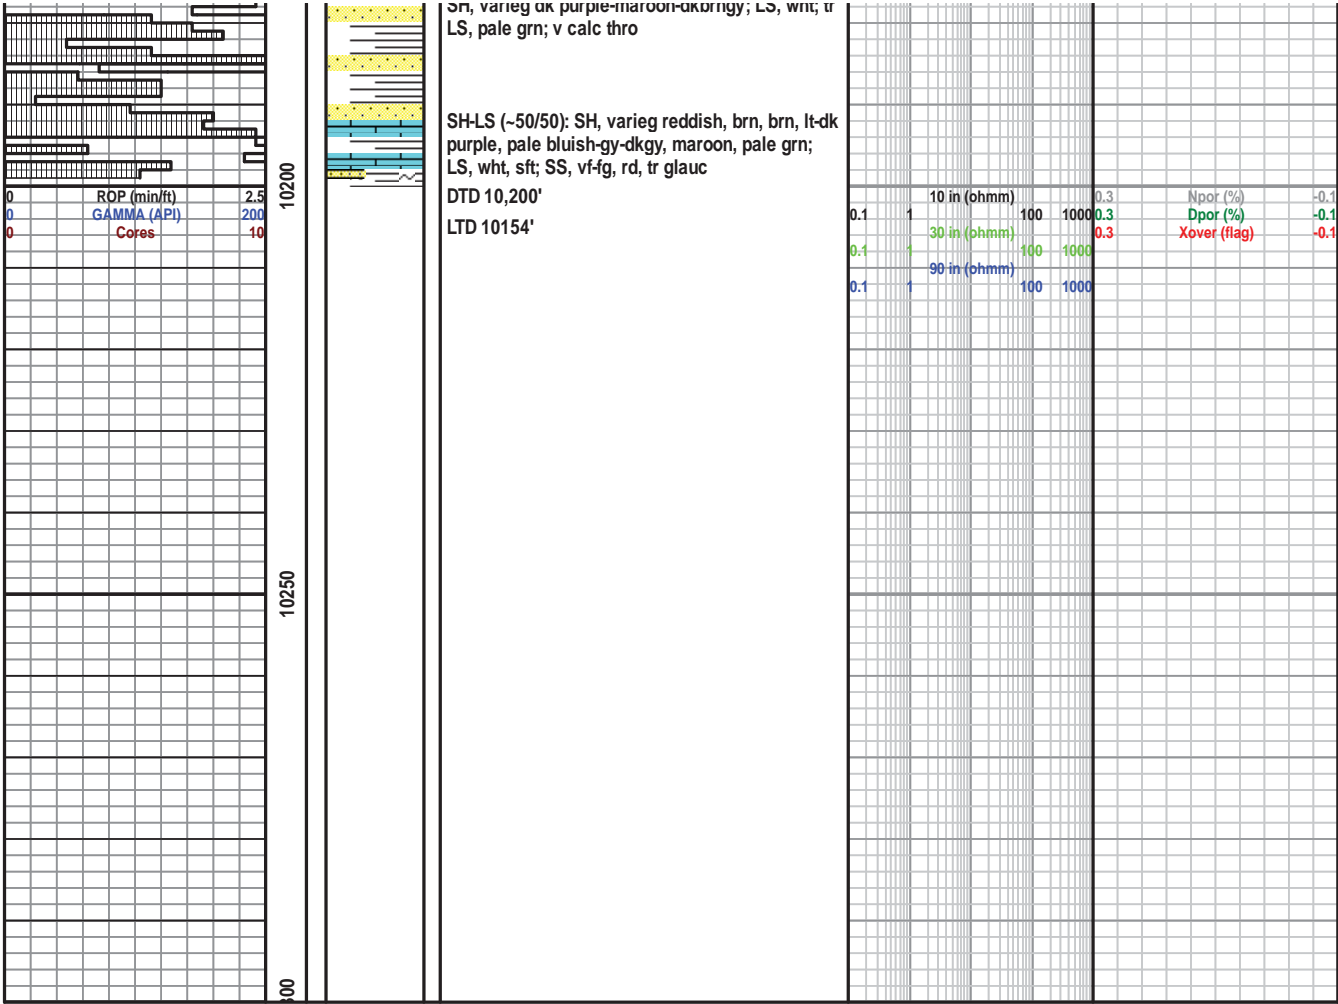 SH, varieg dk purple-maroon-dkbrngy; LS, wht; tr
LS, pale grn; v calc thro
SH-LS (~50/50): SH, varieg reddish, brn, brn, lt-dk
purple, pale bluish-gy-dkgy, maroon, pale grn;
LS, wht, sft; SS, vf-fg, rd, tr glauc
DTD 10,200'
LTD 10154'
0 ROP (min/ft) 2.5
0 GAMMA (API) 200
0 Cores 10
10200
10250
10 in (ohmm)
0.1 1 100 1000
30 in (ohmm)
0.1 1 100 1000
90 in (ohmm)
0.1 1 100 1000
0.3 Npor (%) -0.1
0.3 Dpor (%) -0.1
0.3 Xover (flag) -0.1